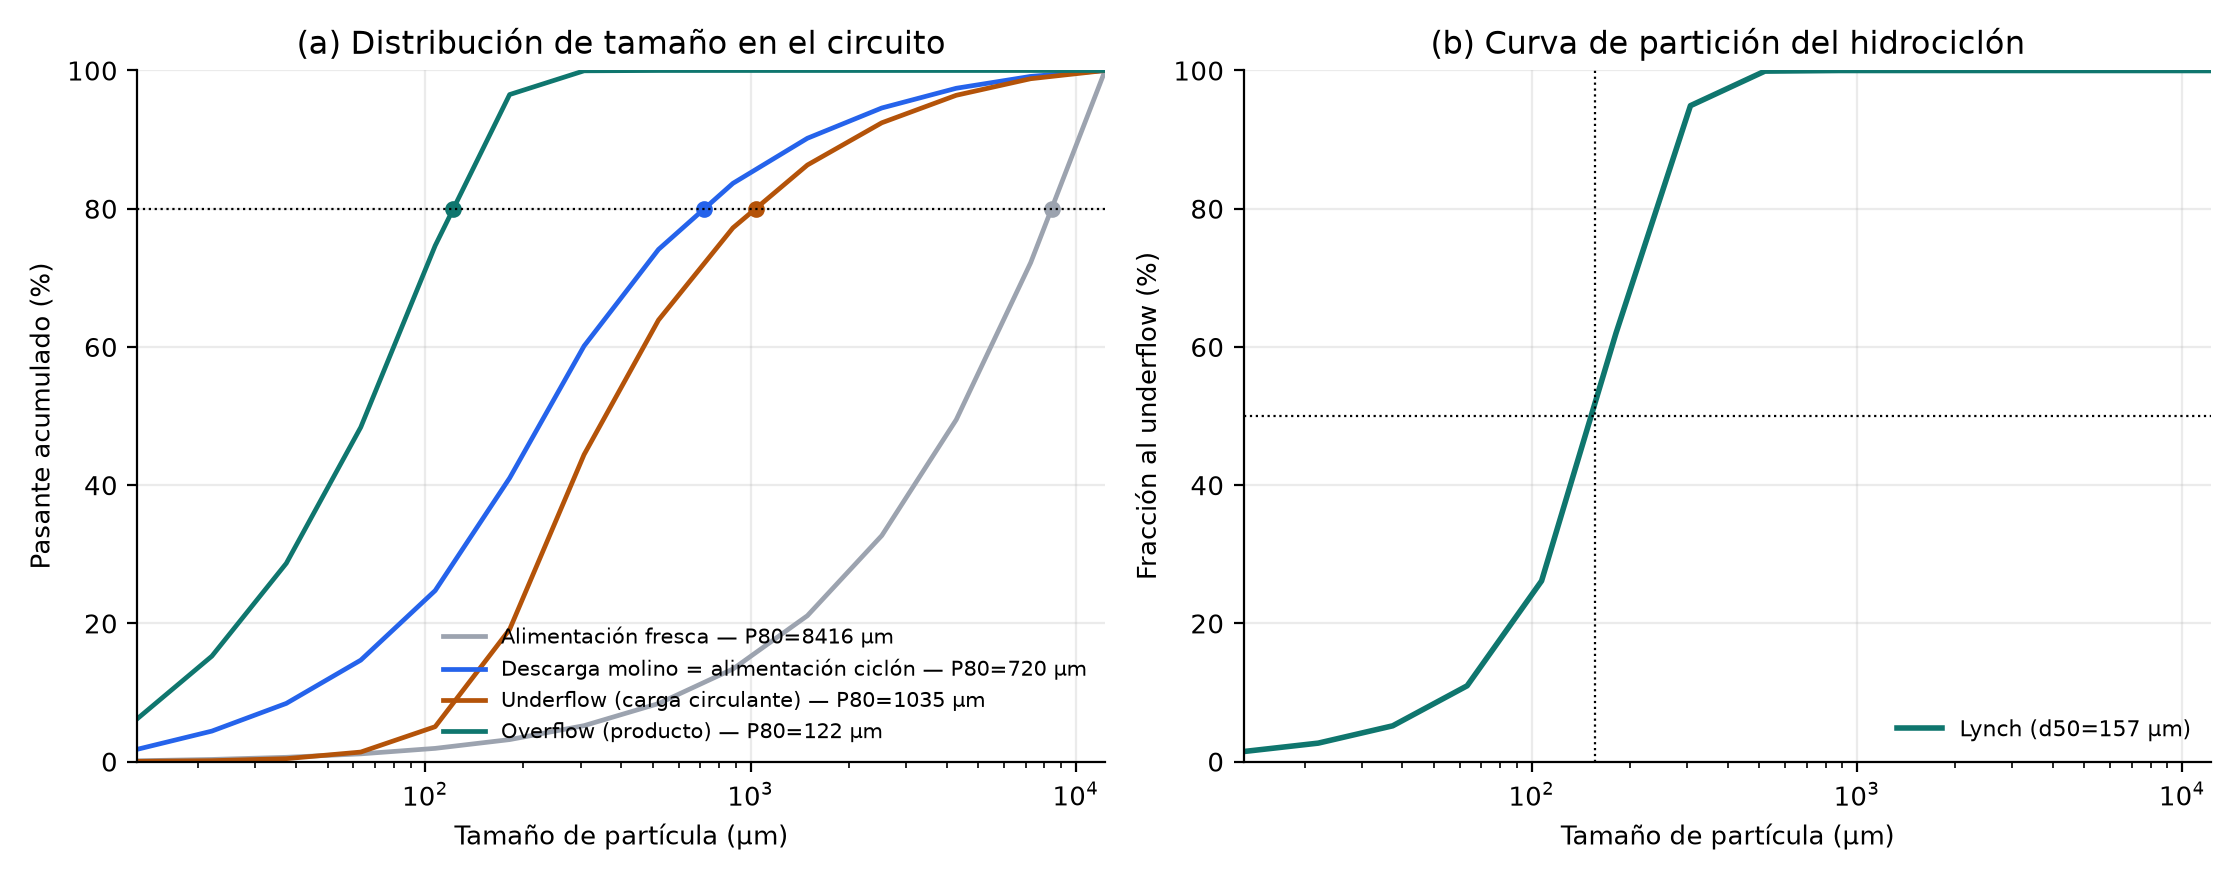 (a) Distribución de tamaño en el circuito
Pasante acumulado (%)
100
80
60
40
20
0
10²
10³
10⁴
Tamaño de partícula (µm)
Alimentación fresca — P80=8416 µm
Descarga molino = alimentación ciclón — P80=720 µm
Underflow (carga circulante) — P80=1035 µm
Overflow (producto) — P80=122 µm
(b) Curva de partición del hidrociclón
Fracción al underflow (%)
100
80
60
40
20
0
10²
10³
10⁴
Tamaño de partícula (µm)
Lynch (d50=157 µm)